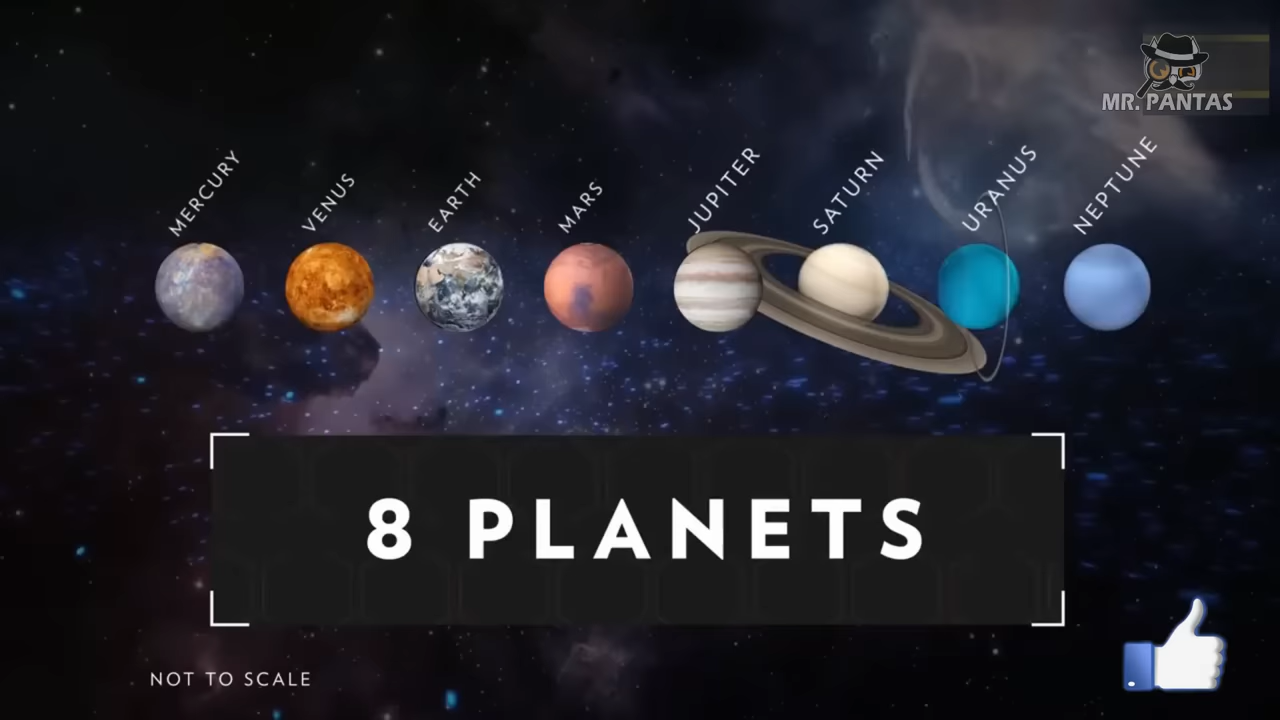 MR. PANTAS
MERCURY
VENUS
EARTH
MARS
JUPITER
SATURN
URANUS
NEPTUNE
8 PLANETS
NOT TO SCALE